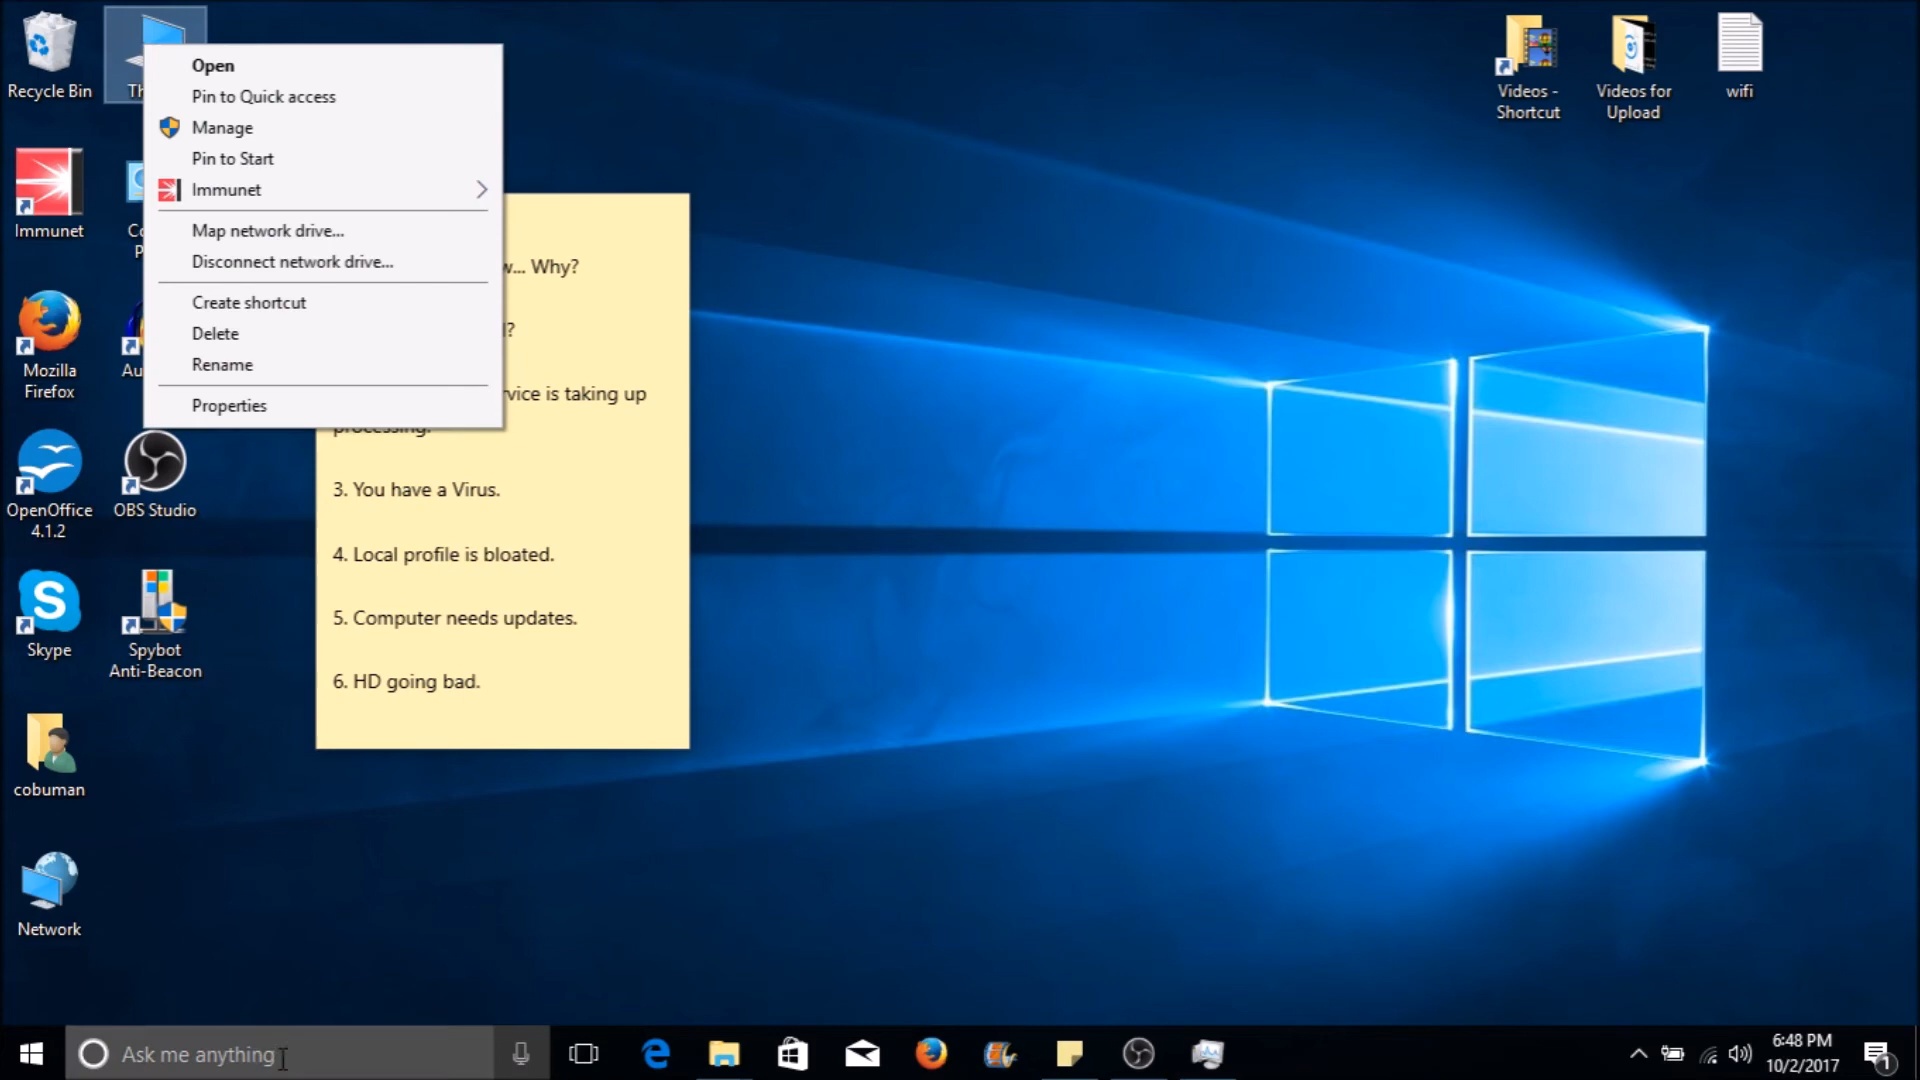 Recycle Bin
Immunet
Mozilla
Firefox
OpenOffice
4.1.2
Skype
cobuman
Network
OBS Studio
Spybot
Anti-Beacon
Open
Pin to Quick access
Manage
Pin to Start
Immunet
Map network drive...
Disconnect network drive...
Create shortcut
Delete
Rename
Properties
... Why?
is taking up
processing.
3. You have a Virus.
4. Local profile is bloated.
5. Computer needs updates.
6. HD going bad.
Videos -
Shortcut
Videos for
Upload
wifi
Ask me anything
6:48 PM
10/2/2017
1